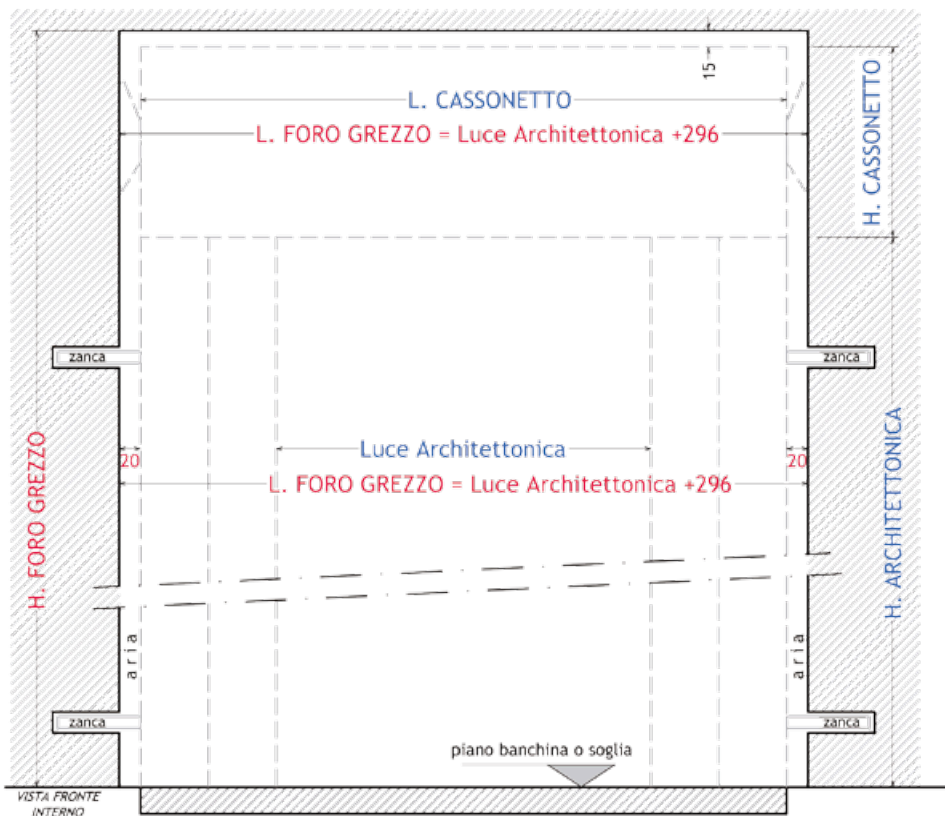 15
L. CASSONETTO
H. CASSONETTO
L. FORO GREZZO = Luce Architettonica +296
zanca
zanca
Luce Architettonica
20
20
L. FORO GREZZO = Luce Architettonica +296
H. FORO GREZZO
H. ARCHITETTONICA
aria
aria
zanca
zanca
piano banchina o soglia
VISTA FRONTE
INTERNO